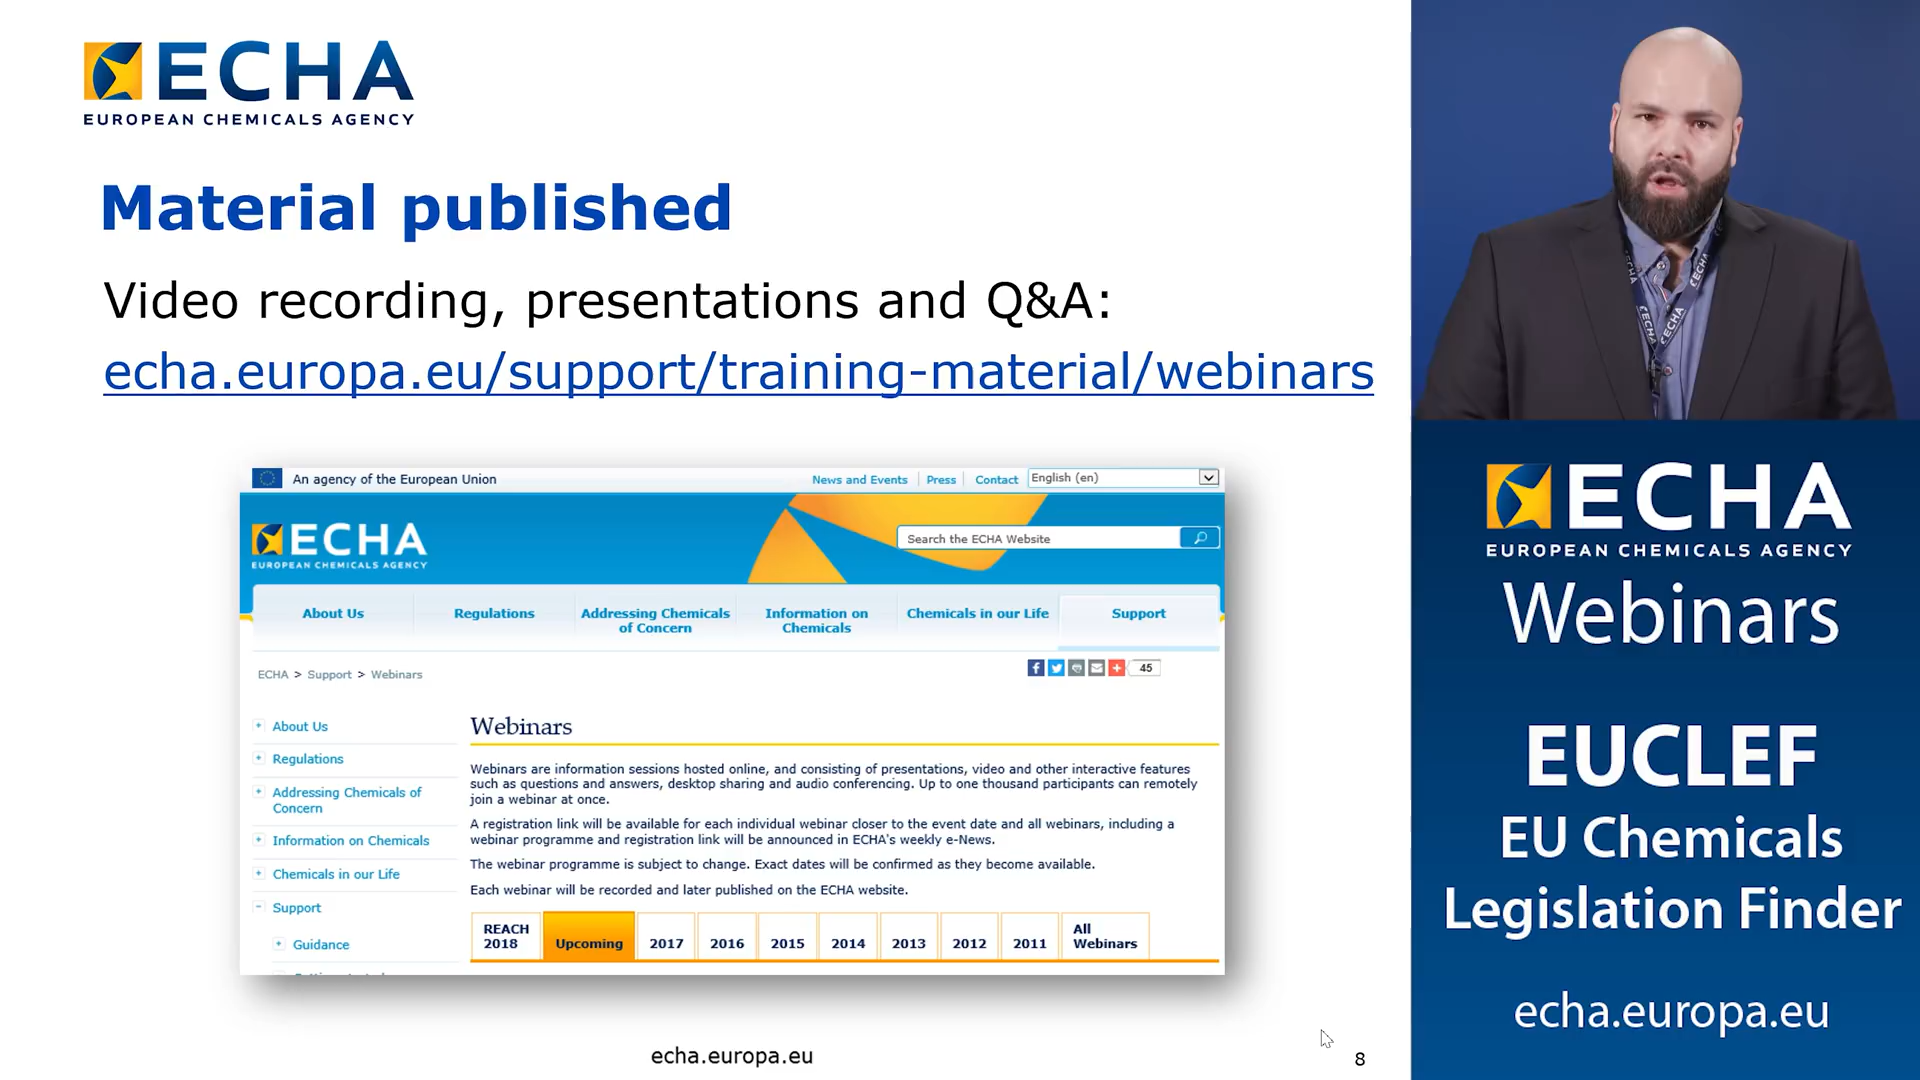 ECHA
EUROPEAN CHEMICALS AGENCY
Material published
Video recording, presentations and Q&A:
echa.europa.eu/support/training-material/webinars
An agency of the European Union
News and Events
Press
Contact
English (en)
ECHA
EUROPEAN CHEMICALS AGENCY
Search the ECHA Website
About Us
Regulations
Addressing Chemicals
of Concern
Information on
Chemicals
Chemicals in our Life
Support
ECHA > Support > Webinars
45
About Us
Regulations
Addressing Chemicals of
Concern
Information on Chemicals
Chemicals in our Life
Support
Guidance
Webinars
Webinars are information sessions hosted online, and consisting of presentations, video and other interactive features
such as questions and answers, desktop sharing and audio conferencing. Up to one thousand participants can remotely
join a webinar at once.
A registration link will be available for each individual webinar closer to the event date and all webinars, including a
webinar programme and registration link will be announced in ECHA's weekly e-News.
The webinar programme is subject to change. Exact dates will be confirmed as they become available.
Each webinar will be recorded and later published on the ECHA website.
REACH
2018
Upcoming
2017
2016
2015
2014
2013
2012
2011
All
Webinars
echa.europa.eu
8
ECHA
ECHA
ECHA
ECHA
ECHA
EUROPEAN CHEMICALS AGENCY
Webinars
EUCLEF
EU Chemicals
Legislation Finder
echa.europa.eu